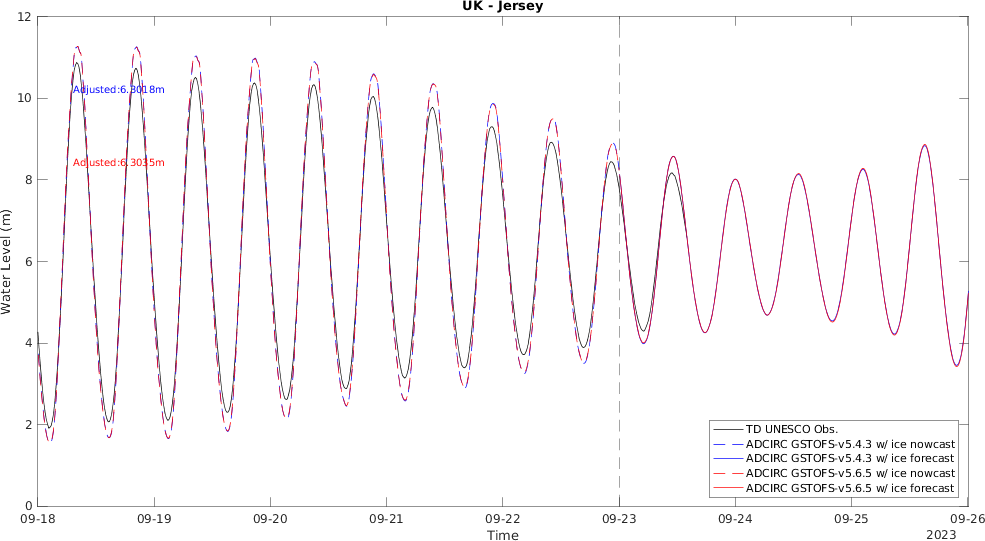 UK - Jersey
12
10
8
6
4
2
0
Water Level (m)
Adjusted:6.3018m
Adjusted:6.3035m
TD UNESCO Obs.
ADCIRC GSTOFS-v5.4.3 w/ ice nowcast
ADCIRC GSTOFS-v5.4.3 w/ ice forecast
ADCIRC GSTOFS-v5.6.5 w/ ice nowcast
ADCIRC GSTOFS-v5.6.5 w/ ice forecast
09-18 09-19 09-20 09-21 09-22 09-23 09-24 09-25 09-26
Time
2023